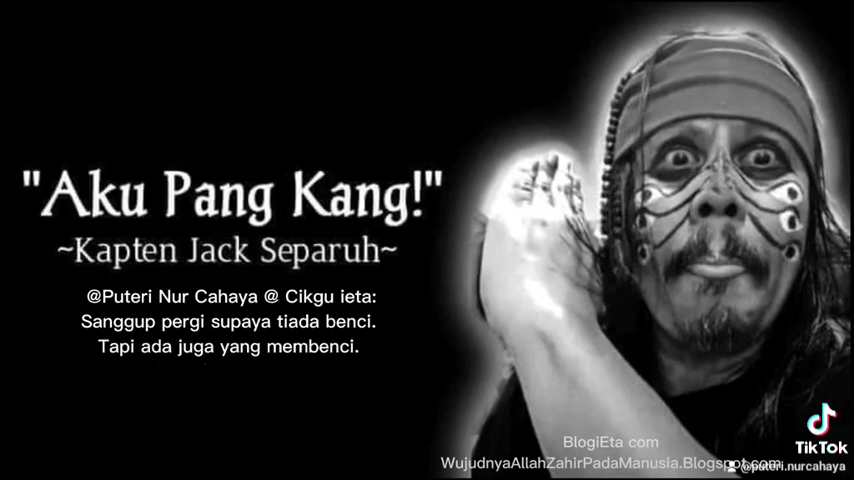 "Aku Pang Kang!"
~Kapten Jack Separuh~
@Puteri Nur Cahaya @ Cikgu ieta:
Sanggup pergi supaya tiada benci.
Tapi ada juga yang membenci.
BlogiEta com
WujudnyaAllahZahirPadaManusia.Blogspot.com
TikTok
@puteri.nurcahaya